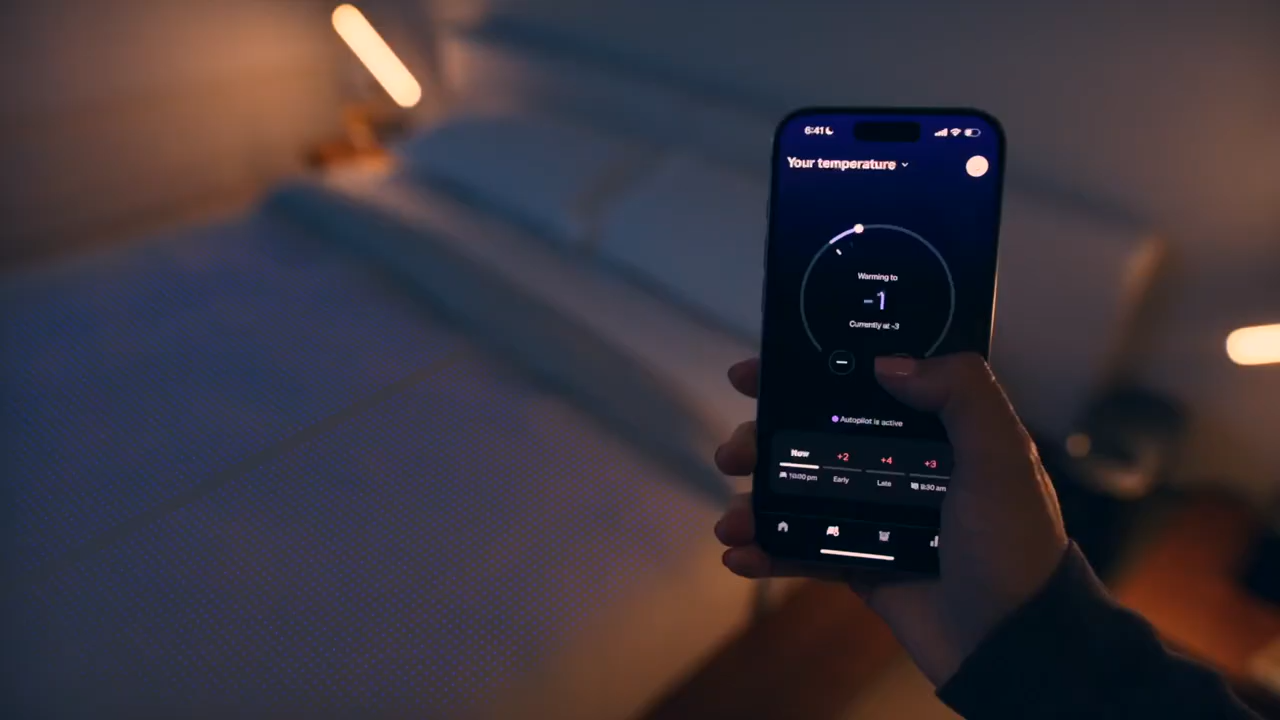 6:41
Your temperature
Warming to
-1
Currently at -3
Autopilot is active
Now +2 +4 +3
10:00 pm Early Late 8:30 am